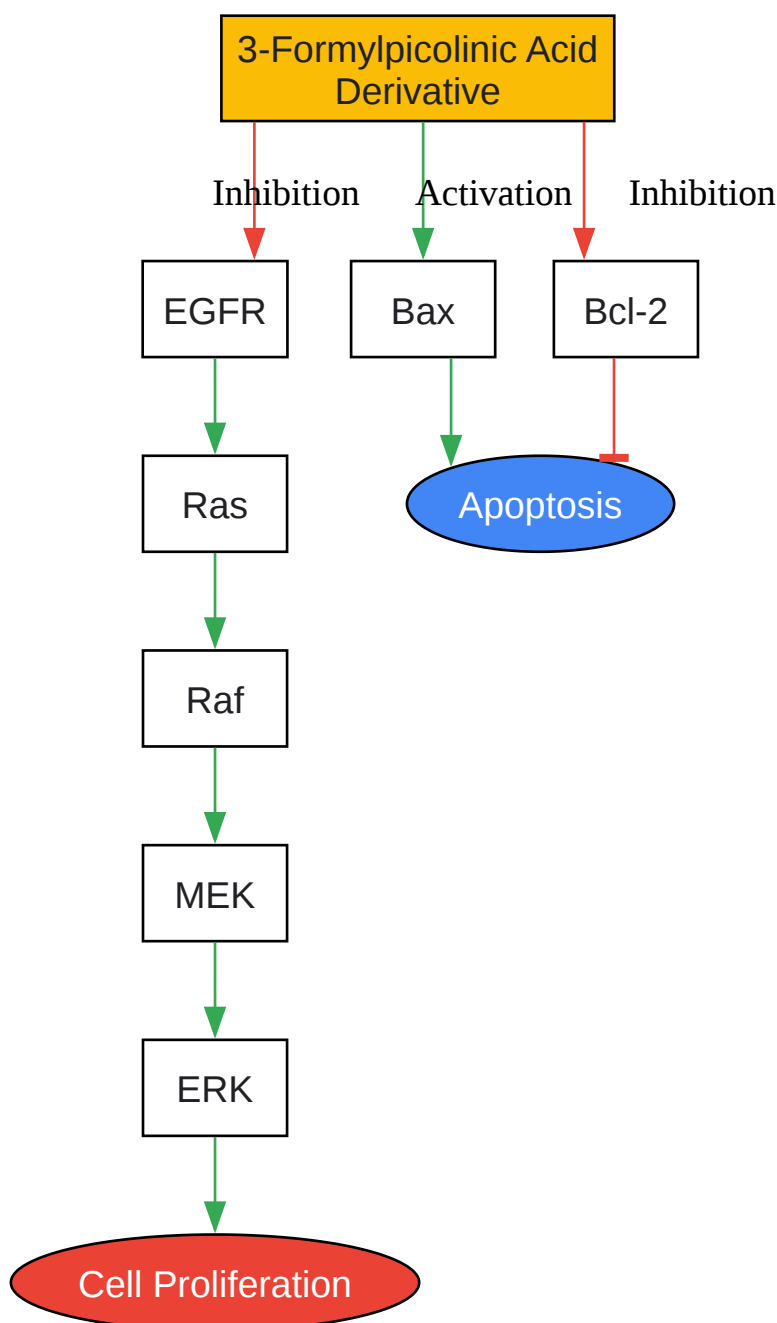 3-Formylpicolinic Acid
Derivative
Inhibition
Activation
Inhibition
EGFR
Bax
Bcl-2
Ras
Apoptosis
Raf
MEK
ERK
Cell Proliferation